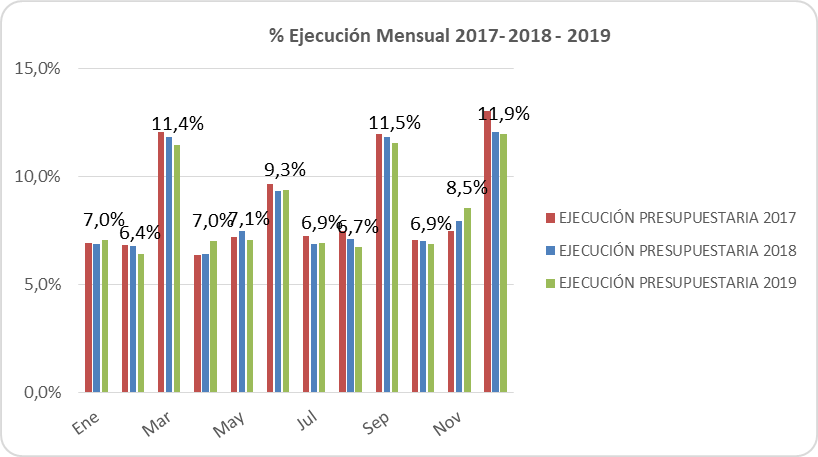 % Ejecución Mensual 2017- 2018 - 2019
15,0%
10,0%
5,0%
0,0%
7,0%
6,4%
11,4%
7,0%
7,1%
9,3%
6,9%
6,7%
11,5%
6,9%
8,5%
11,9%
Ene
Mar
May
Jul
Sep
Nov
EJECUCIÓN PRESUPUESTARIA 2017
EJECUCIÓN PRESUPUESTARIA 2018
EJECUCIÓN PRESUPUESTARIA 2019